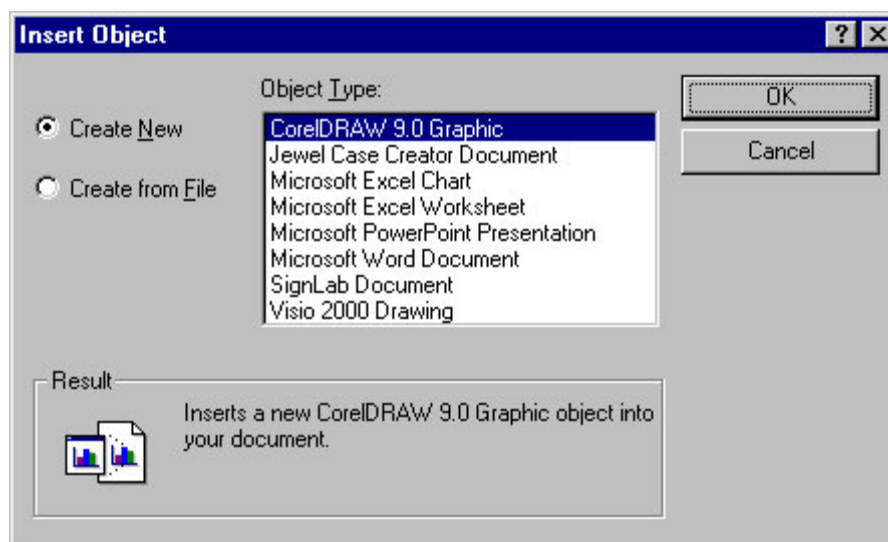 Insert Object
Object Type:
Create New
Create from File
CorelDRAW 9.0 Graphic
Jewel Case Creator Document
Microsoft Excel Chart
Microsoft Excel Worksheet
Microsoft PowerPoint Presentation
Microsoft Word Document
SignLab Document
Visio 2000 Drawing
OK
Cancel
Result
Inserts a new CorelDRAW 9.0 Graphic object into
your document.